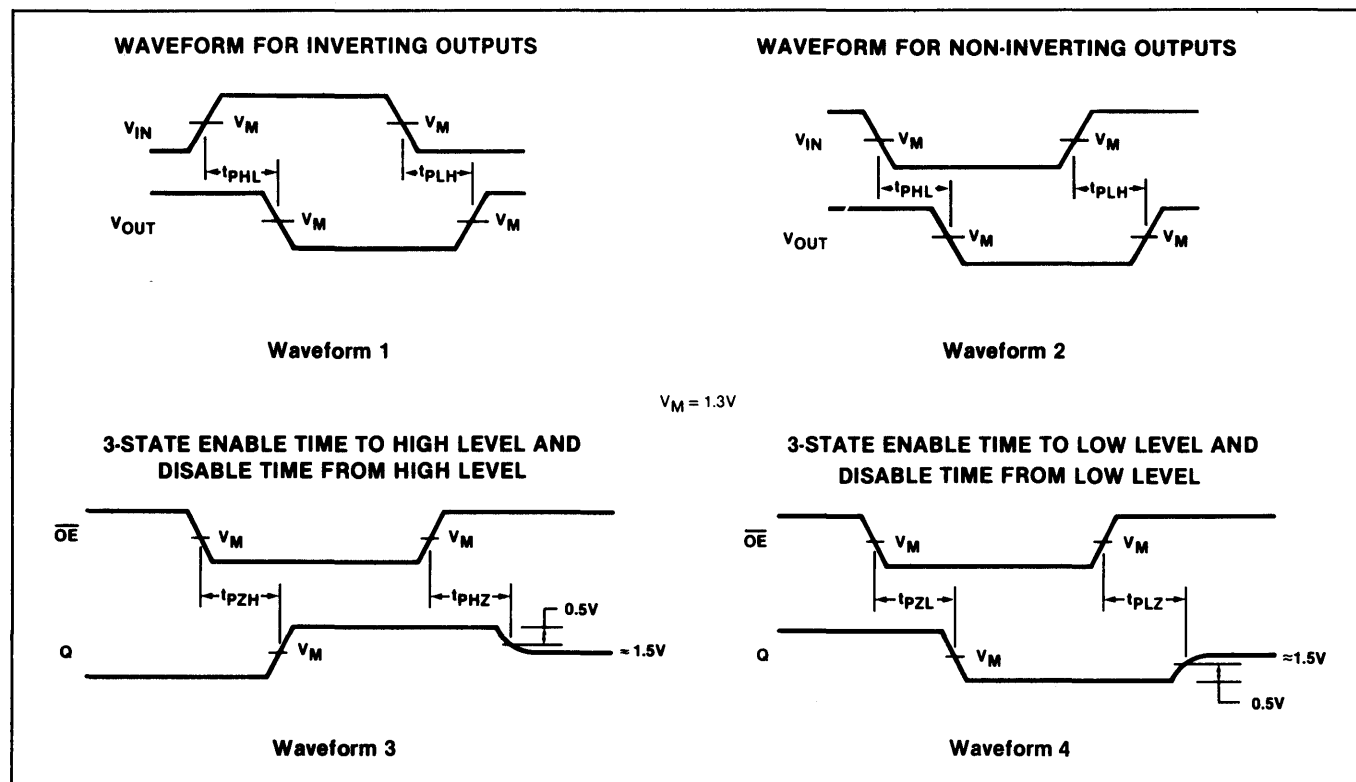 WAVEFORM FOR INVERTING OUTPUTS
VIN
VM
VM
tPHL
tPLH
VOUT
VM
VM
Waveform 1
WAVEFORM FOR NON-INVERTING OUTPUTS
VIN
VM
VM
tPHL
tPLH
VOUT
VM
VM
Waveform 2
VM = 1.3V
3-STATE ENABLE TIME TO HIGH LEVEL AND
DISABLE TIME FROM HIGH LEVEL
OE
VM
VM
tPZH
tPHZ
0.5V
Q
VM
≈1.5V
Waveform 3
3-STATE ENABLE TIME TO LOW LEVEL AND
DISABLE TIME FROM LOW LEVEL
OE
VM
VM
tPZL
tPLZ
Q
VM
≈1.5V
0.5V
Waveform 4